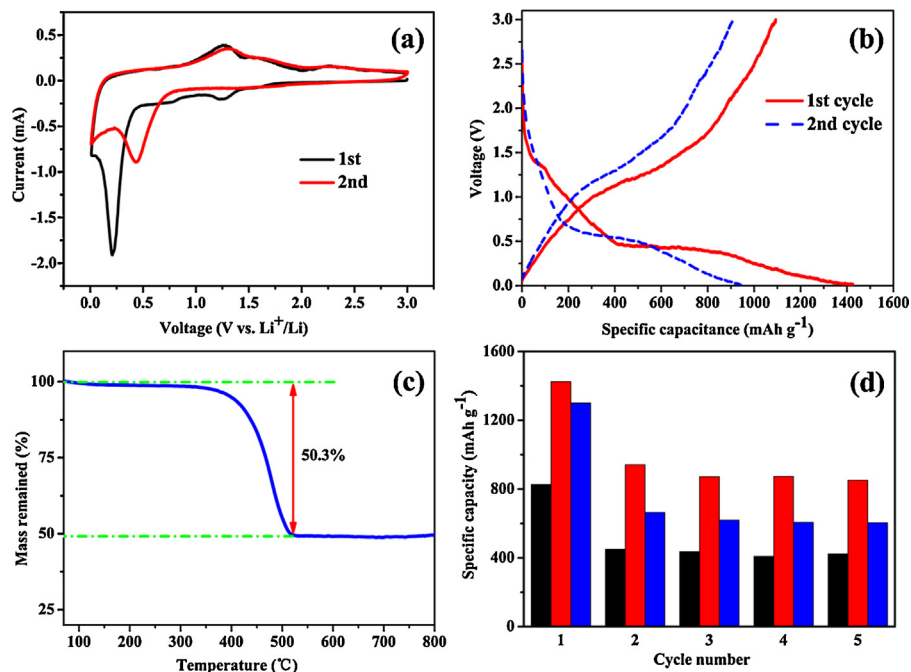 (a)
0.5
0.0
-0.5
-1.0
-1.5
-2.0
Current (mA)
1st
2nd
0.0 0.5 1.0 1.5 2.0 2.5 3.0
Voltage (V vs. Li⁺/Li)
(b)
3.0
2.5
2.0
1.5
1.0
0.5
0.0
Voltage (V)
1st cycle
2nd cycle
0 200 400 600 800 1000 1200 1400 1600
Specific capacitance (mAh g⁻¹)
(c)
100
75
50
25
Mass remained (%)
50.3%
100 200 300 400 500 600 700 800
Temperature (℃)
(d)
1600
1200
800
400
0
Specific capacity (mAh g⁻¹)
1 2 3 4 5
Cycle number